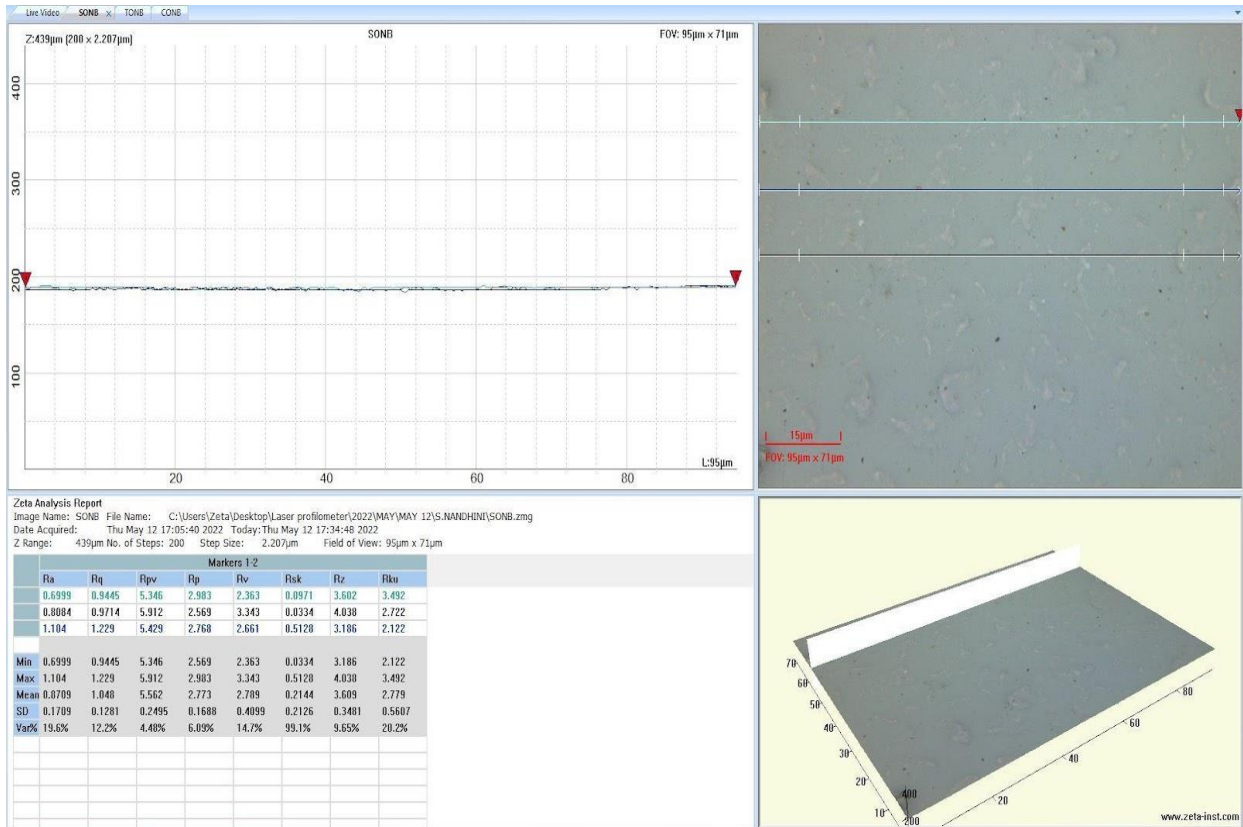 Live Video SONB x TONB CONB
Z:439µm (200 x 2.207µm) SONB FOV: 95µm x 71µm
400
300
200
100
20 40 60 80
L:95µm
15µm
FOV: 95µm x 71µm
Zeta Analysis Report
Image Name: SONB File Name: C:\Users\Zeta\Desktop\Laser profilometer\2022\MAY\MAY 12\S.NANDHINI\SONB.zmg
Date Acquired: Thu May 12 17:05:40 2022 Today: Thu May 12 17:34:48 2022
Z Range: 439µm No. of Steps: 200 Step Size: 2.207µm Field of View: 95µm x 71µm
Markers 1-2
Ra Rq Rpv Rp Rv Rsk Rz Rku
0.6999 0.9445 5.346 2.983 2.363 0.0971 3.602 3.492
0.8084 0.9714 5.912 2.569 3.343 0.0334 4.038 2.722
1.104 1.229 5.429 2.768 2.661 0.5128 3.186 2.122
Min 0.6999 0.9445 5.346 2.569 2.363 0.0334 3.186 2.122
Max 1.104 1.229 5.912 2.983 3.343 0.5128 4.038 3.492
Mean 0.8709 1.048 5.562 2.773 2.789 0.2144 3.609 2.779
SD 0.1709 0.1281 0.2495 0.1688 0.4099 0.2126 0.3481 0.5607
Var% 19.6% 12.2% 4.48% 6.09% 14.7% 99.1% 9.65% 20.2%
70
60
50
40
30
20
10
400
200
20
40
60
80
www.zeta-inst.com